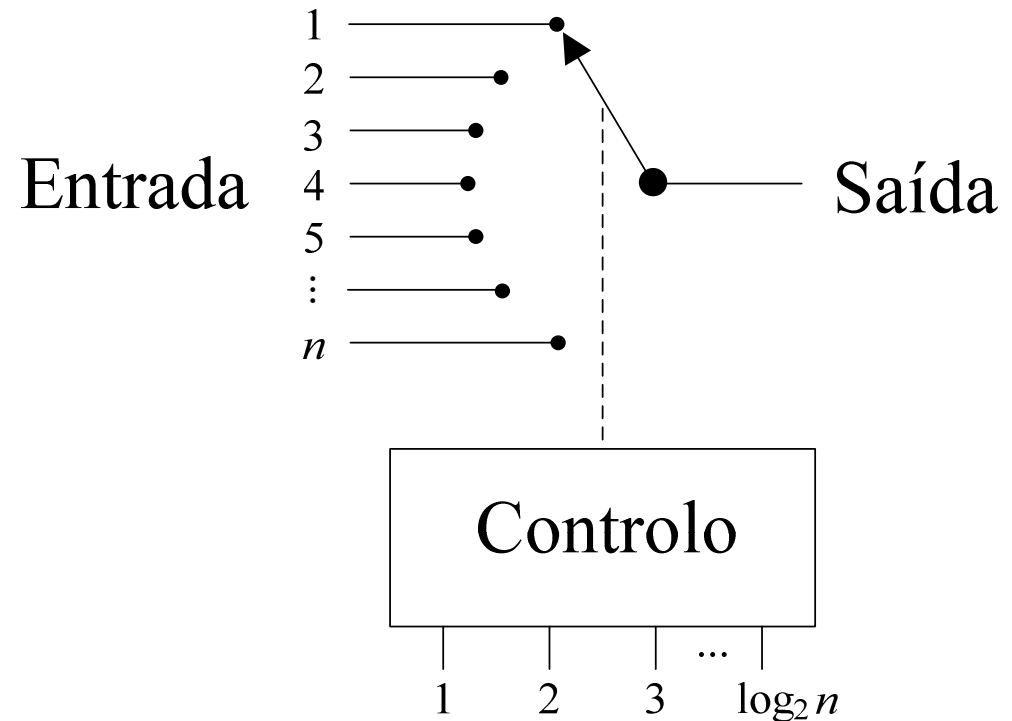 1
2
3
Entrada 4 Saída
5
⋮
n
Controlo
1 2 3 ... log₂ n